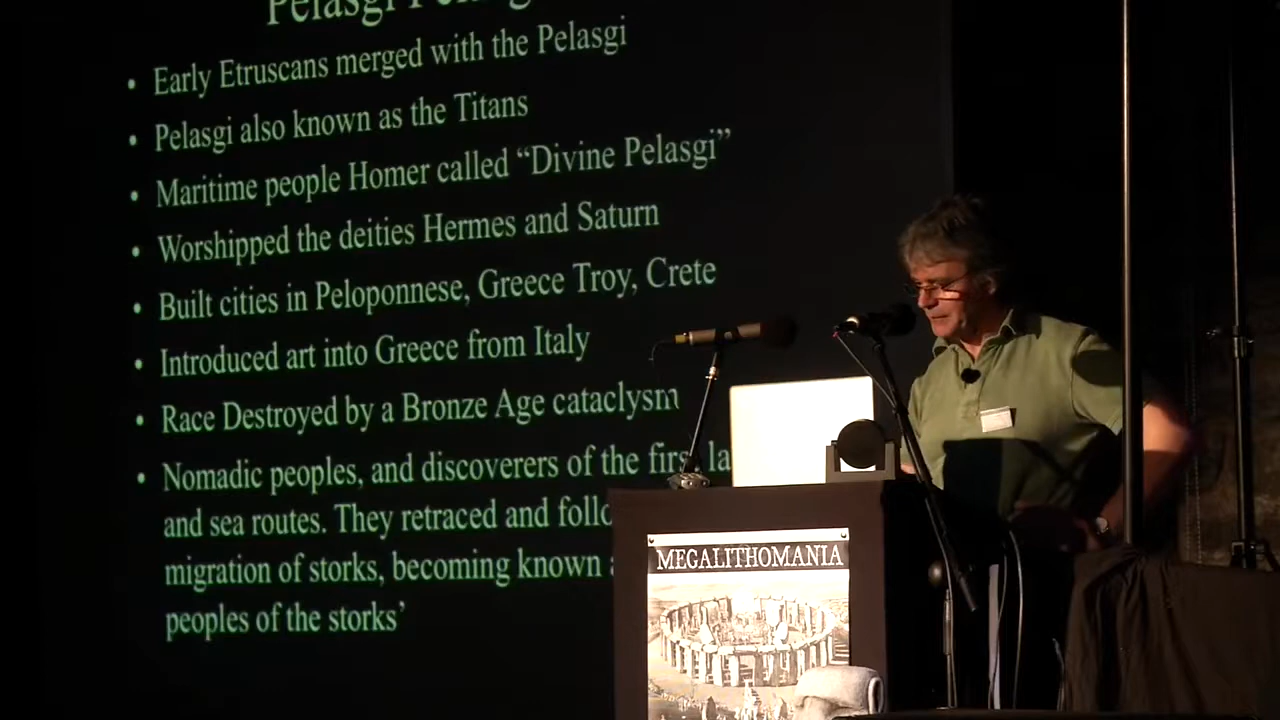 Pelasgi
• Early Etruscans merged with the Pelasgi
• Pelasgi also known as the Titans
• Maritime people Homer called “Divine Pelasgi”
• Worshipped the deities Hermes and Saturn
• Built cities in Peloponnese, Greece Troy, Crete
• Introduced art into Greece from Italy
• Race Destroyed by a Bronze Age cataclysm
• Nomadic peoples, and discoverers of the first
and sea routes. They retraced and
migration of storks, becoming known
peoples of the storks’
MEGALITHOMANIA